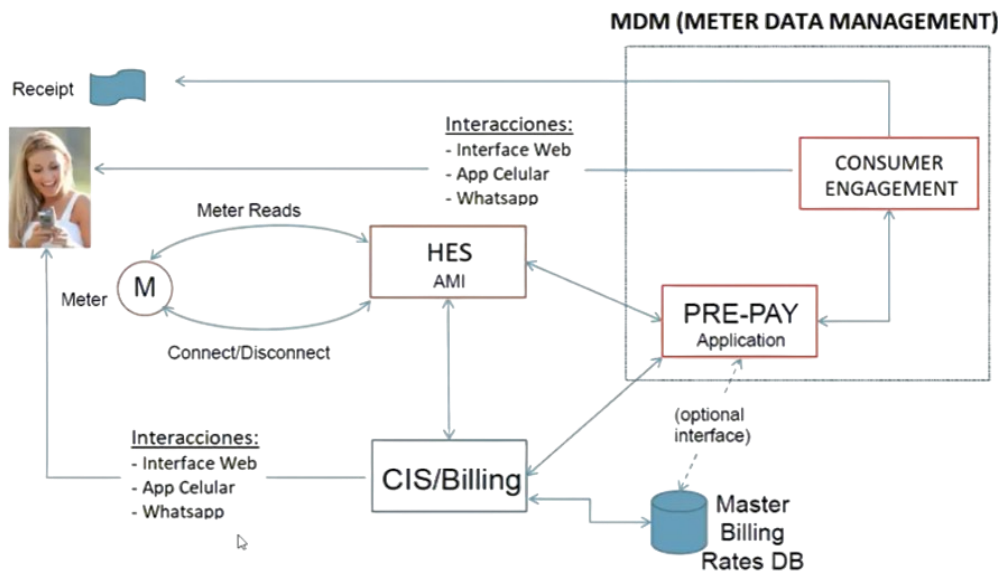 MDM (METER DATA MANAGEMENT)
Receipt
Interacciones:
- Interface Web
- App Celular
- Whatsapp
CONSUMER
ENGAGEMENT
Meter Reads
HES
AMI
M
Meter
PRE-PAY
Application
Connect/Disconnect
(optional
interface)
Interacciones:
- Interface Web
- App Celular
- Whatsapp
CIS/Billing
Master
Billing
Rates DB